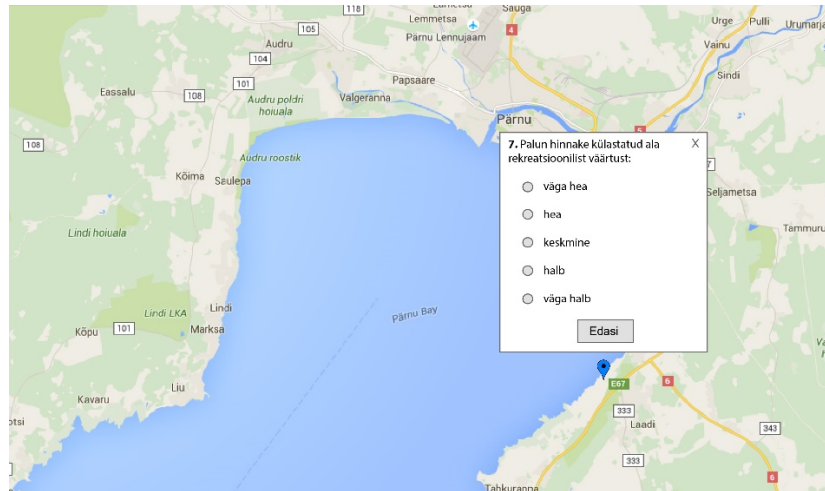 118
Lemmetsa
Sauga
105
4
Urge
Pulli
Audru
Pärnu Lennujaam
Vainu
104
Papsaare
Sindi
Eassalu
108
101
Audru poldri
hoiuala
Valgeranna
Pärnu
5
108
Audru roostik
7. Palun hinnake külastatud ala
rekreatsioonilist väärtust:
X
7
väga hea
hea
keskmine
halb
väga halb
Edasi
Kõima
Saulepa
Seljametsa
Lindi hoiuala
Lindi LKA
Lindi
Pärnu Bay
Kõpu
101
Marksa
Liu
Kavaru
E67
6
333
Laadi
343
333
6
Tahkuranna